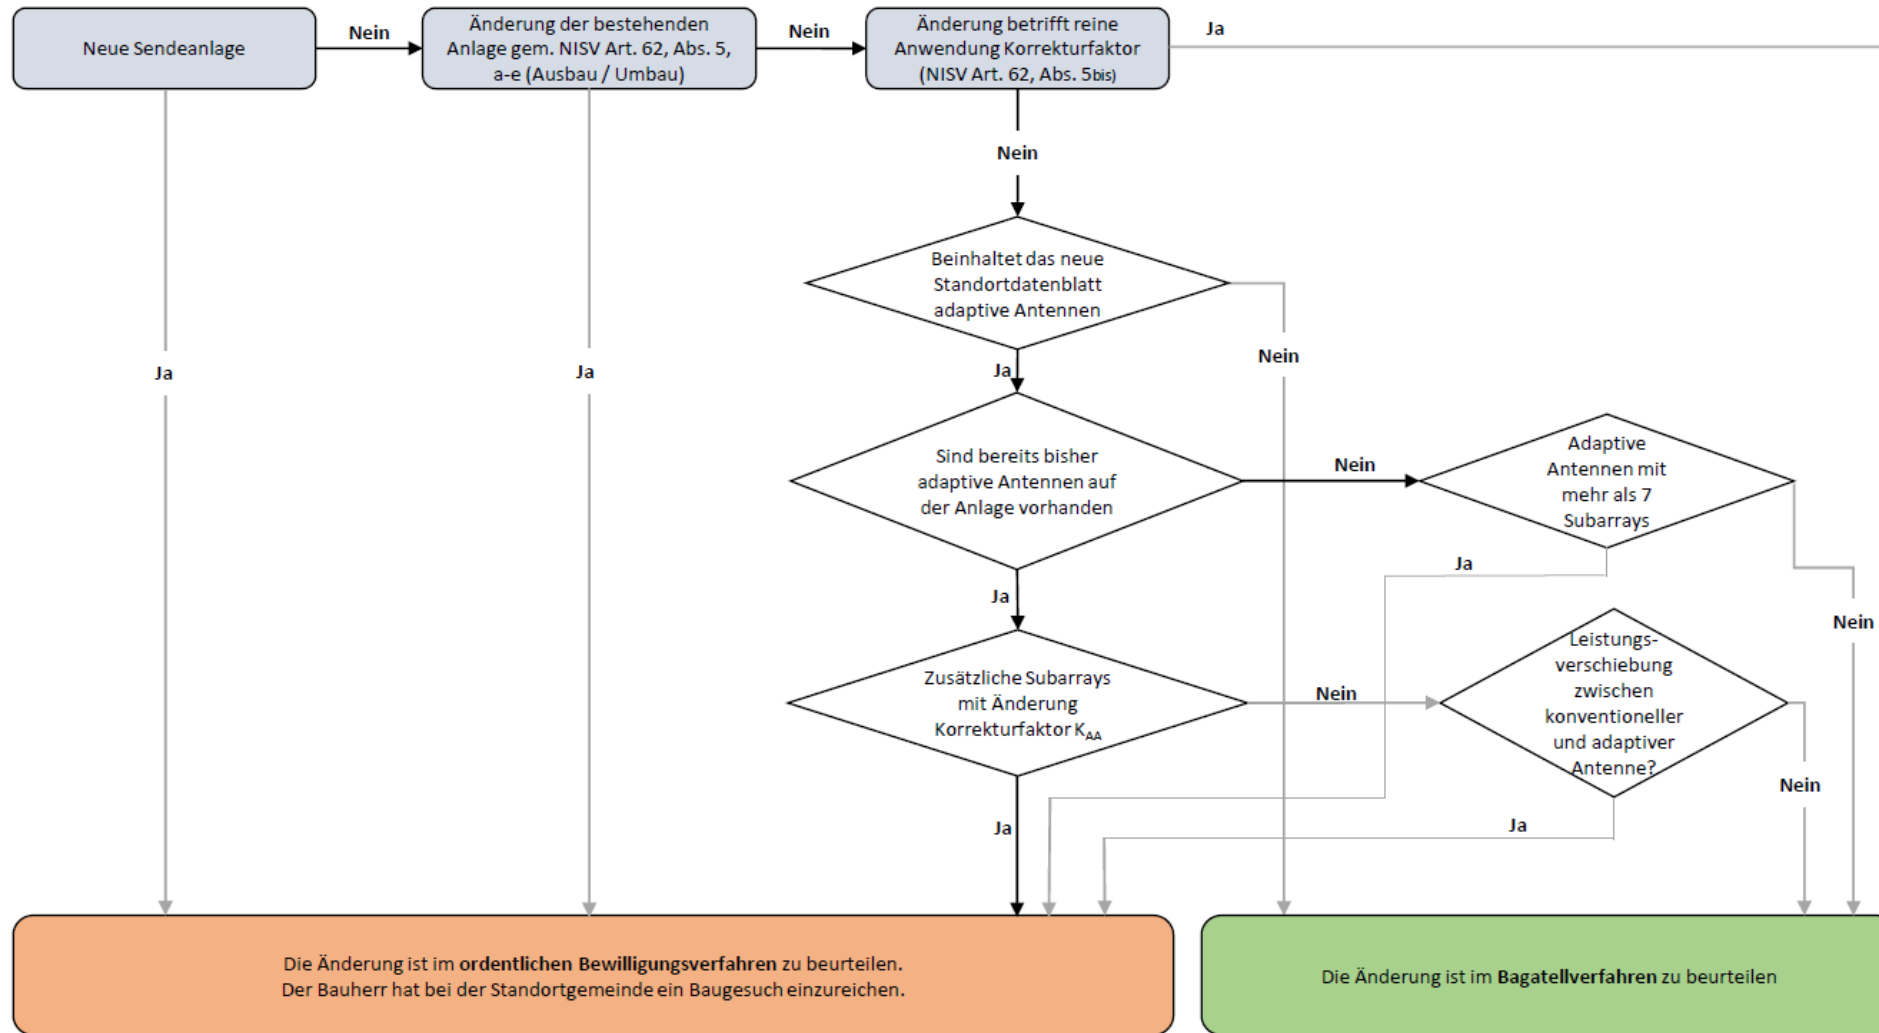 Neue Sendeanlage
Nein
Änderung der bestehenden
Anlage gem. NISV Art. 62, Abs. 5,
a-e (Ausbau / Umbau)
Nein
Änderung betrifft reine
Anwendung Korrekturfaktor
(NISV Art. 62, Abs. 5bis)
Ja
Nein
Beinhaltet das neue
Standortdatenblatt
adaptive Antennen
Nein
Ja
Ja
Ja
Sind bereits bisher
adaptive Antennen auf
der Anlage vorhanden
Nein
Adaptive
Antennen mit
mehr als 7
Subarrays
Ja
Ja
Nein
Zusätzliche Subarrays
mit Änderung
Korrekturfaktor KAA
Nein
Leistungs-
verschiebung
zwischen
konventioneller
und adaptiver
Antenne?
Nein
Ja
Ja
Die Änderung ist im ordentlichen Bewilligungsverfahren zu beurteilen.
Der Bauherr hat bei der Standortgemeinde ein Baugesuch einzureichen.
Die Änderung ist im Bagatellverfahren zu beurteilen